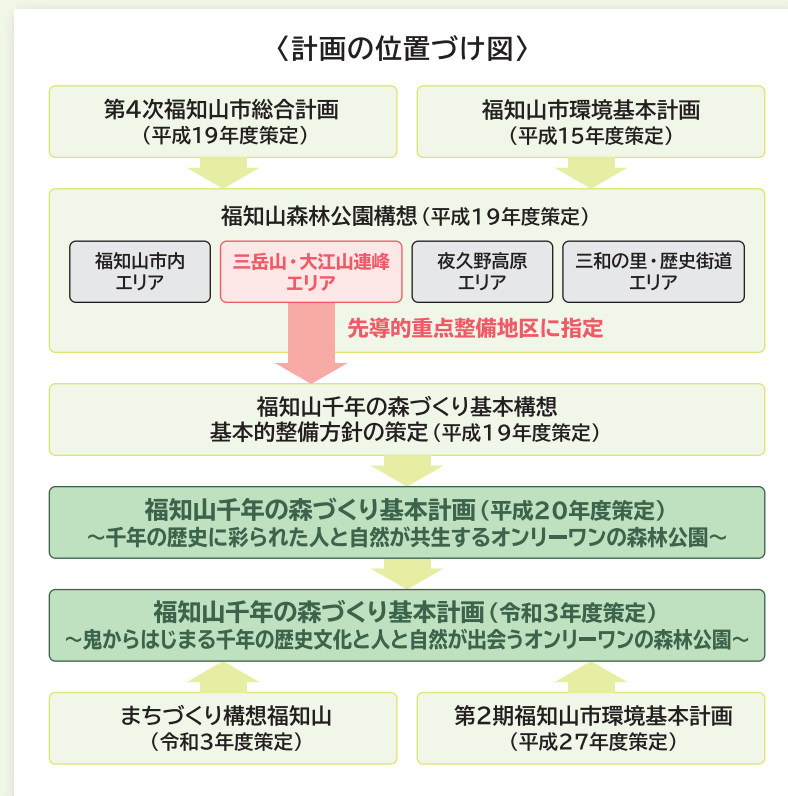 〈計画の位置づけ図〉
第4次福知山市総合計画
（平成19年度策定）
福知山市環境基本計画
（平成15年度策定）
福知山森林公園構想（平成19年度策定）
福知山市内
エリア
三岳山・大江山連峰
エリア
夜久野高原
エリア
三和の里・歴史街道
エリア
先導的重点整備地区に指定
福知山千年の森づくり基本構想
基本的整備方針の策定（平成19年度策定）
福知山千年の森づくり基本計画（平成20年度策定）
～千年の歴史に彩られた人と自然が共生するオンリーワンの森林公園～
福知山千年の森づくり基本計画（令和3年度策定）
～鬼からはじまる千年の歴史文化と人と自然が出会うオンリーワンの森林公園～
まちづくり構想福知山
（令和3年度策定）
第2期福知山市環境基本計画
（平成27年度策定）